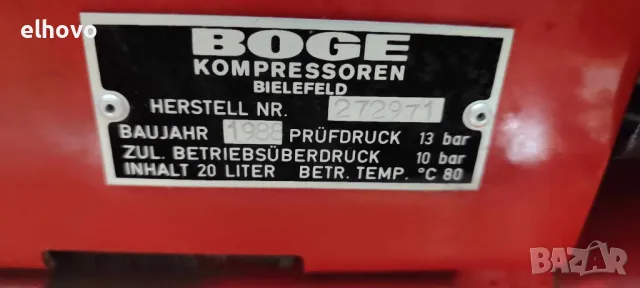 elhovo
BOGE
KOMPRESSOREN
BIELEFELD
HERSTELL NR. 272971
BAUJAHR 1988 PRÜFDRUCK 13 bar
ZUL. BETRIEBSÜBERDRUCK 10 bar
INHALT 20 LITER BETR. TEMP. °C 80
BAZAR